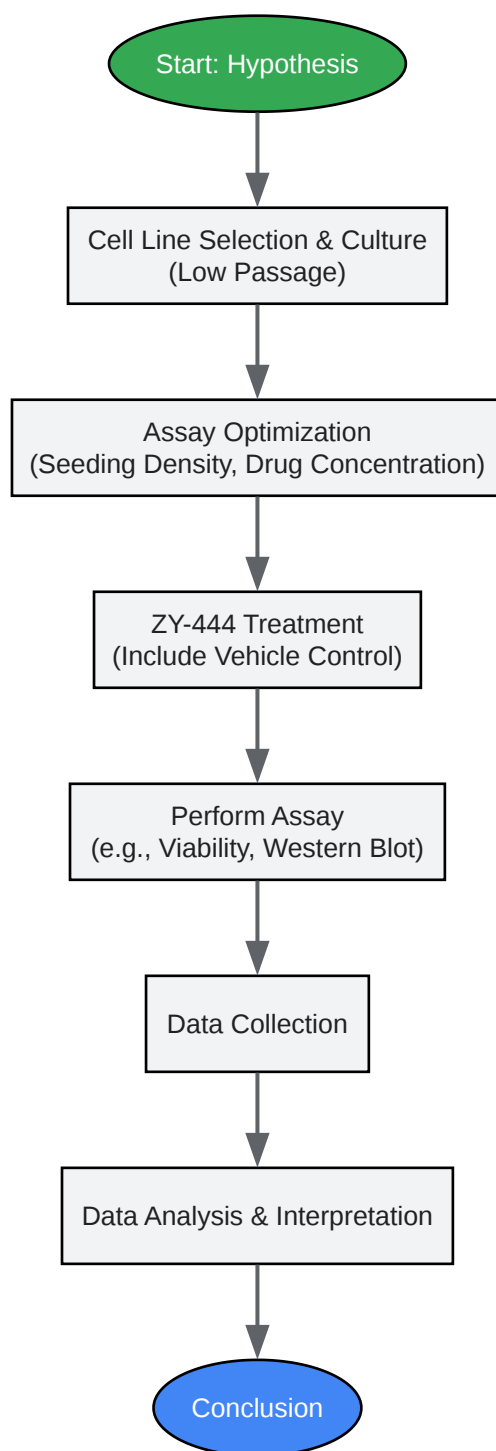 Start: Hypothesis
Cell Line Selection & Culture
(Low Passage)
Assay Optimization
(Seeding Density, Drug Concentration)
ZY-444 Treatment
(Include Vehicle Control)
Perform Assay
(e.g., Viability, Western Blot)
Data Collection
Data Analysis & Interpretation
Conclusion